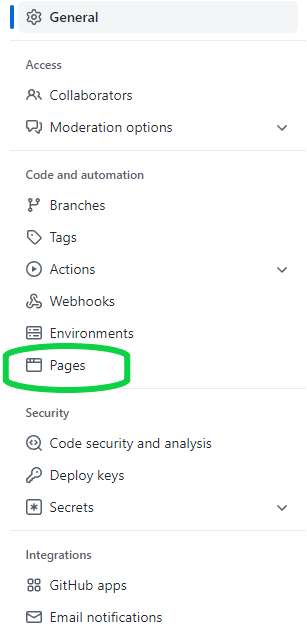 General
Access
Collaborators
Moderation options
Code and automation
Branches
Tags
Actions
Webhooks
Environments
Pages
Security
Code security and analysis
Deploy keys
Secrets
Integrations
GitHub apps
Email notifications